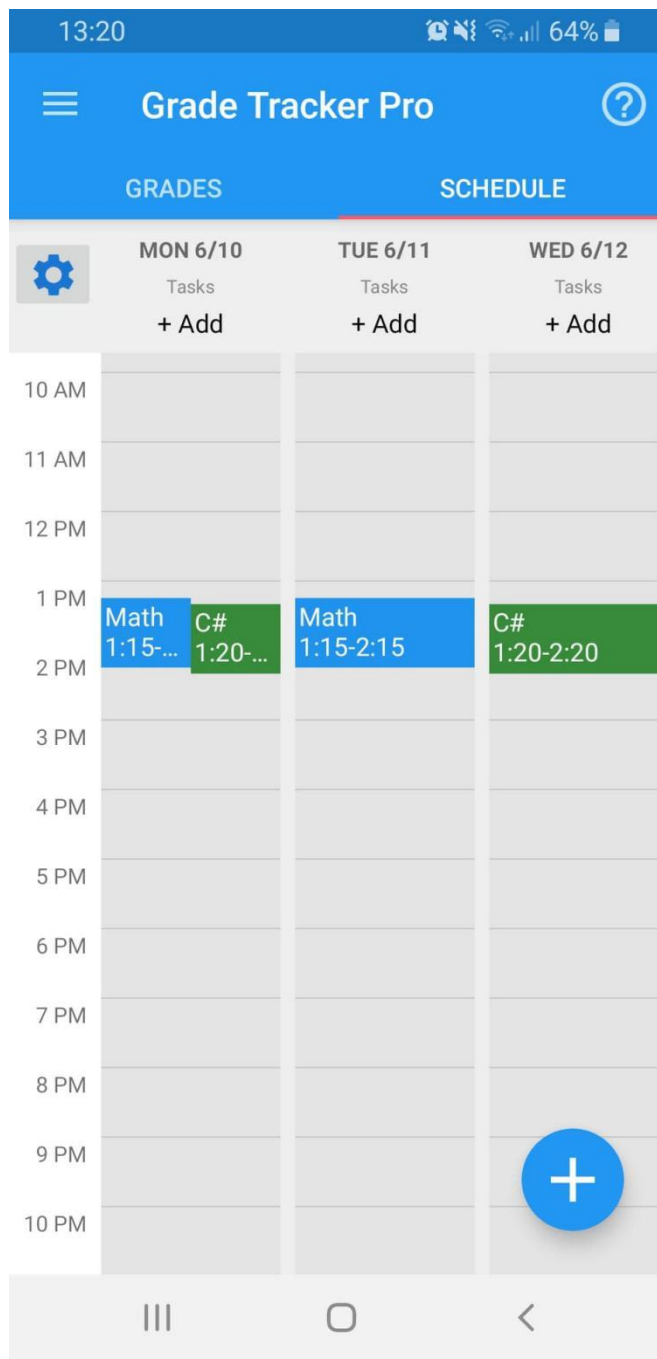 13:20
64%
Grade Tracker Pro
?
GRADES SCHEDULE
MON 6/10 TUE 6/11 WED 6/12
Tasks Tasks Tasks
+ Add + Add + Add
10 AM
11 AM
12 PM
1 PM
Math C# Math C#
1:15-... 1:20-... 1:15-2:15 1:20-2:20
2 PM
3 PM
4 PM
5 PM
6 PM
7 PM
8 PM
9 PM
10 PM